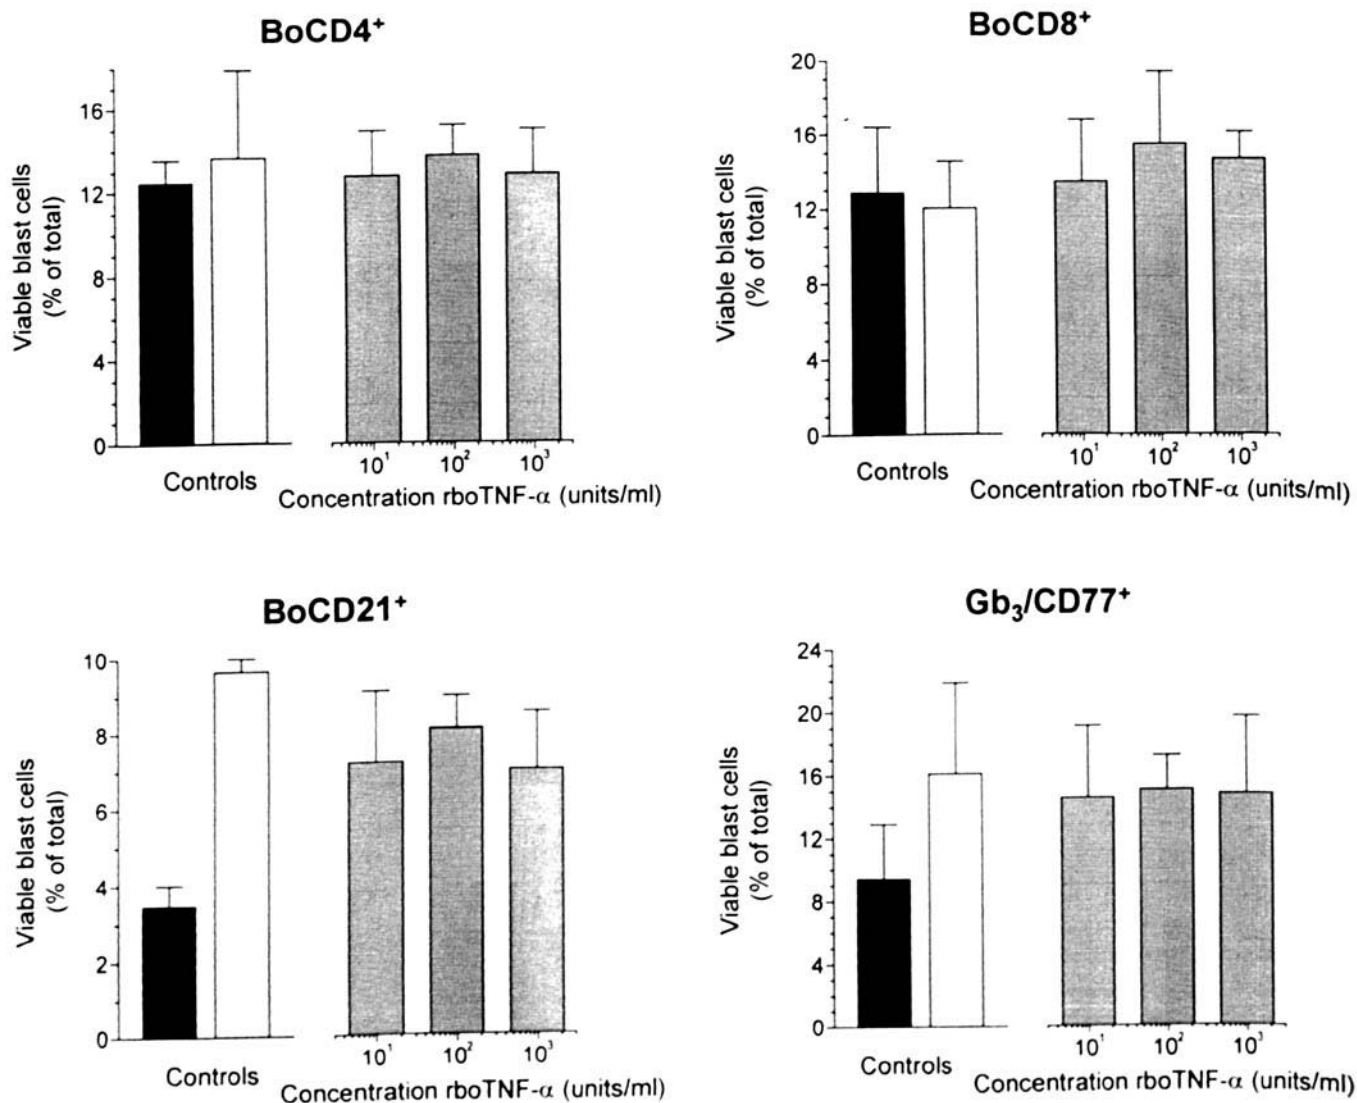 BoCD4⁺
Viable blast cells
(% of total)
16
12
8
4
0
Controls
10¹ 10² 10³
Concentration rboTNF-α (units/ml)
BoCD8⁺
Viable blast cells
(% of total)
20
16
12
8
4
0
Controls
10¹ 10² 10³
Concentration rboTNF-α (units/ml)
BoCD21⁺
Viable blast cells
(% of total)
10
8
6
4
2
0
Controls
10¹ 10² 10³
Concentration rboTNF-α (units/ml)
Gb₃/CD77⁺
Viable blast cells
(% of total)
24
20
16
12
8
4
0
Controls
10¹ 10² 10³
Concentration rboTNF-α (units/ml)